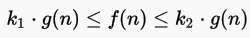 k₁ · g(n) ≤ f(n) ≤ k₂ · g(n)